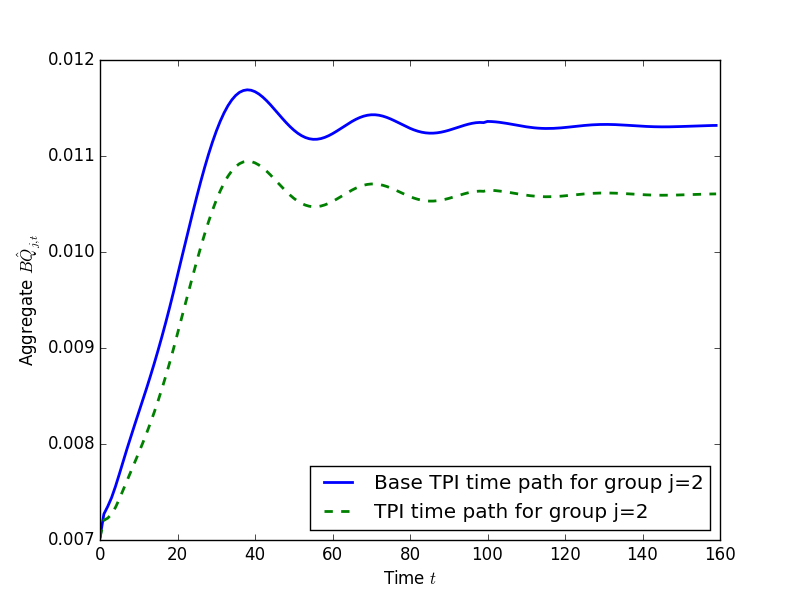 0.012
0.011
0.010
0.009
0.008
0.007
0 20 40 60 80 100 120 140 160
Aggregate $\hat{BQ}_{j,t}$
Time t
Base TPI time path for group j=2
TPI time path for group j=2